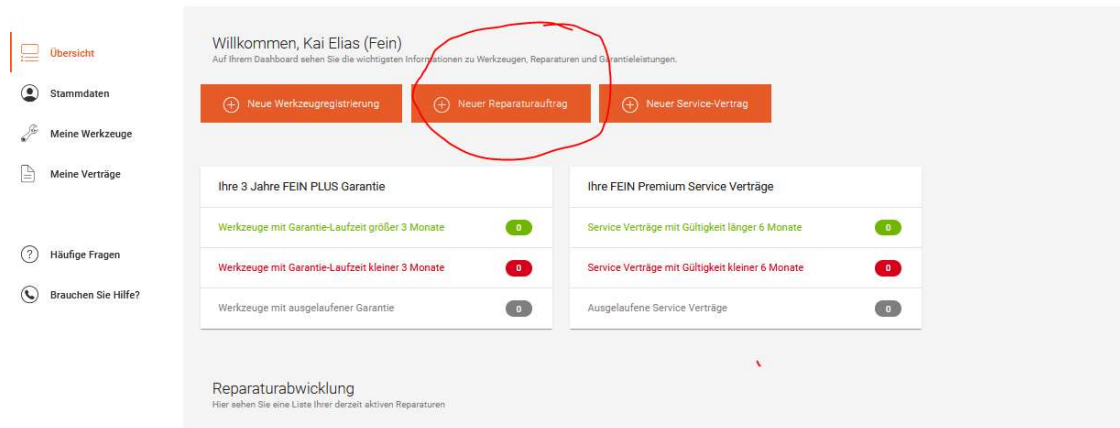 Übersicht
Stammdaten
Meine Werkzeuge
Meine Verträge
Häufige Fragen
Brauchen Sie Hilfe?
Willkommen, Kai Elias (Fein)
Auf Ihrem Dashboard sehen Sie die wichtigsten Informationen zu Werkzeugen, Reparaturen und Garantieleistungen.
Neue Werkzeugregistrierung
Neuer Reparaturauftrag
Neuer Service-Vertrag
Ihre 3 Jahre FEIN PLUS Garantie
Werkzeuge mit Garantie-Laufzeit größer 3 Monate 0
Werkzeuge mit Garantie-Laufzeit kleiner 3 Monate 0
Werkzeuge mit ausgelaufener Garantie 0
Ihre FEIN Premium Service Verträge
Service Verträge mit Gültigkeit länger 6 Monate 0
Service Verträge mit Gültigkeit kleiner 6 Monate 0
Ausgelaufene Service Verträge 0
Reparaturabwicklung
Hier sehen Sie eine Liste Ihrer derzeit aktiven Reparaturen